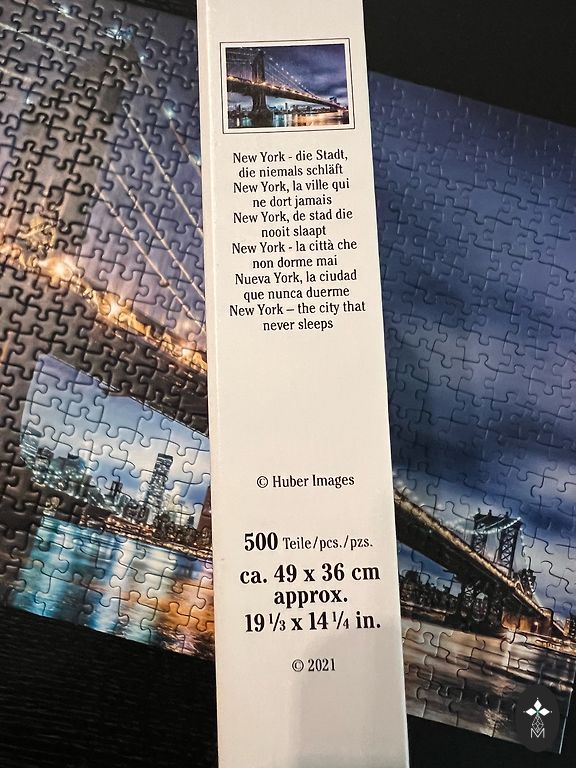 New York - die Stadt,
die niemals schläft
New York, la ville qui
ne dort jamais
New York, de stad die
nooit slaapt
New York - la città che
non dorme mai
Nueva York, la ciudad
que nunca duerme
New York – the city that
never sleeps
© Huber Images
500 Teile/pcs./pzs.
ca. 49 x 36 cm
approx.
19 1/3 x 14 1/4 in.
© 2021